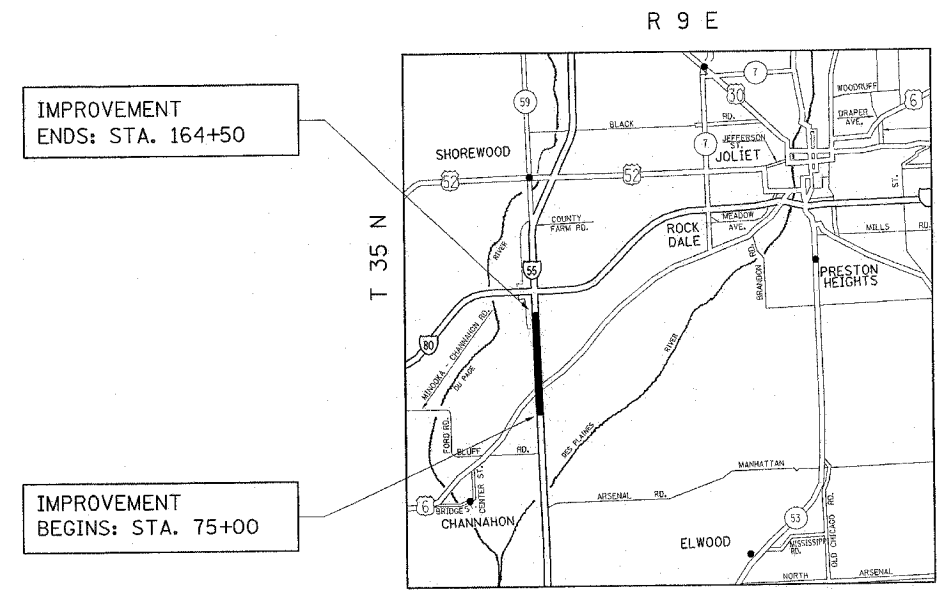 R 9 E
IMPROVEMENT
ENDS: STA. 164+50
T 35 N
59
7
30
WOODRUFF
6
DRAPER
AVE.
BLACK RD.
7
JEFFERSON
ST.
JOLIET
SHOREWOOD
52
52
ST.
COUNTY
FARM RD.
MEADOW
AVE.
ROCK
DALE
MILLS RD.
RIVER
55
BRANDON RD.
PRESTON
HEIGHTS
80
MINOOKA - CHANNAHON RD.
DU PAGE
RIVER
FORD RD.
BLUFF RD.
DES PLAINES
MANHATTAN
CENTER ST.
6
BRIDGE
ARSENAL RD.
CHANNAHON
IMPROVEMENT
BEGINS: STA. 75+00
53
OLD CHICAGO RD.
ELWOOD
MISSISSIPPI
RD.
NORTH ARSENAL